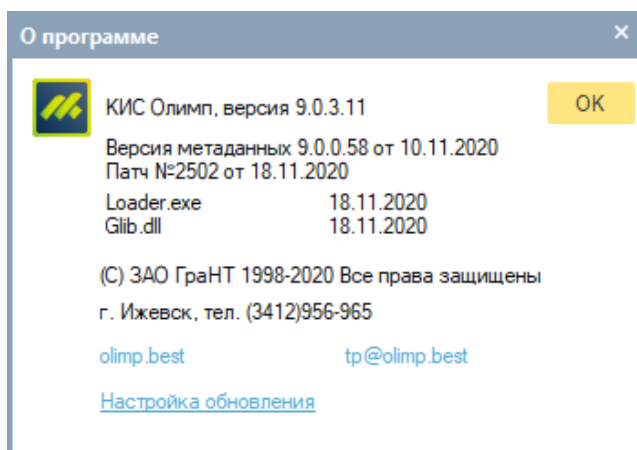 О программе ×
КИС Олимп, версия 9.0.3.11 OK
Версия метаданных 9.0.0.58 от 10.11.2020
Патч №2502 от 18.11.2020
Loader.exe 18.11.2020
Glib.dll 18.11.2020
(C) ЗАО ГраНТ 1998-2020 Все права защищены
г. Ижевск, тел. (3412)956-965
olimp.best tp@olimp.best
Настройка обновления